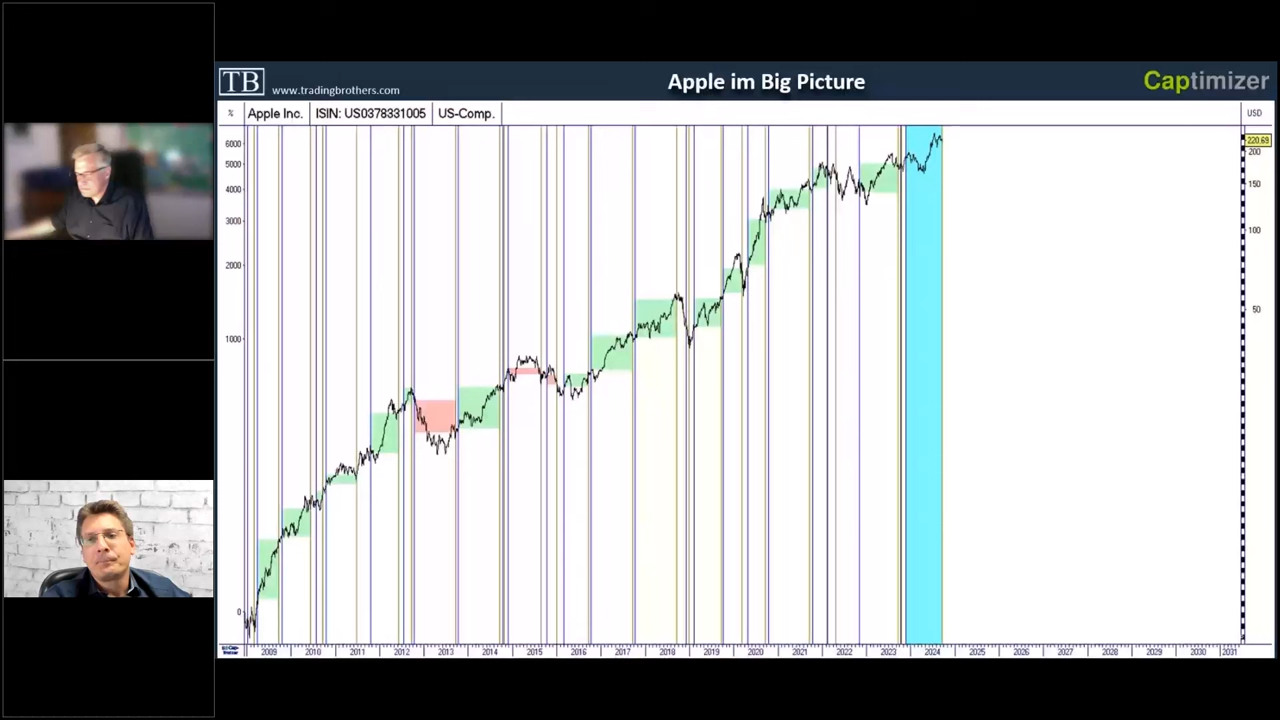 TB www.tradingbrothers.com
Apple im Big Picture
Captimizer
% Apple Inc. ISIN: US0378331005 US-Comp. USD
6000
5000
4000
3000
2000
1000
0
220.69
200
150
100
50
2009 2010 2011 2012 2013 2014 2015 2016 2017 2018 2019 2020 2021 2022 2023 2024 2025 2026 2027 2028 2029 2030 2031